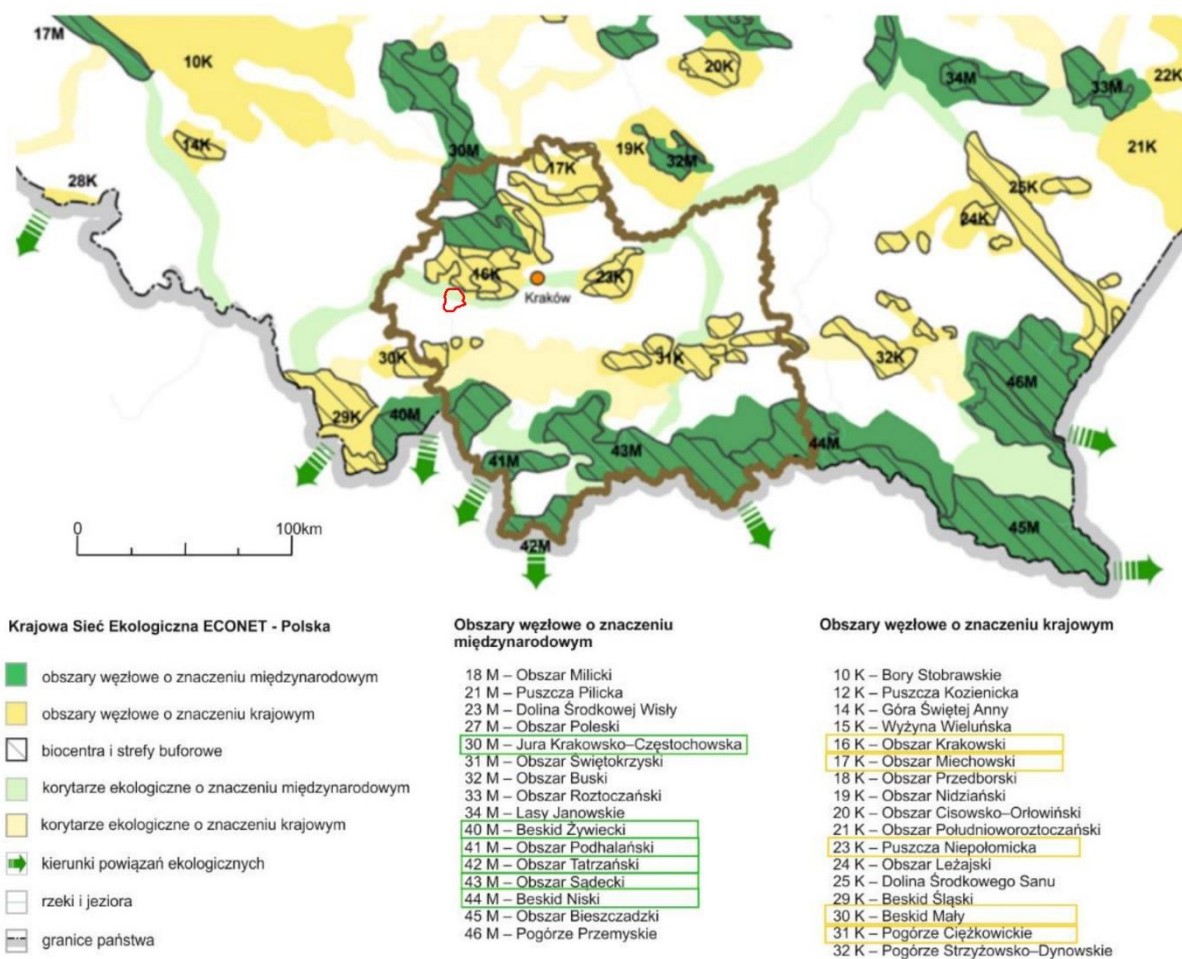 17M
10K
20K
34M
33M
22K
14K
30M
17K
19K
32M
21K
28K
25K
24K
16K
23K
Kraków
30K
31K
32K
46M
29K
40M
41M
43M
44M
45M
42M
0 100km
Krajowa Sieć Ekologiczna ECONET - Polska
obszary węzłowe o znaczeniu międzynarodowym
obszary węzłowe o znaczeniu krajowym
biocentra i strefy buforowe
korytarze ekologiczne o znaczeniu międzynarodowym
korytarze ekologiczne o znaczeniu krajowym
kierunki powiązań ekologicznych
rzeki i jeziora
granice państwa
Obszary węzłowe o znaczeniu
międzynarodowym
18 M – Obszar Milicki
21 M – Puszcza Pilicka
23 M – Dolina Środkowej Wisły
27 M – Obszar Poleski
30 M – Jura Krakowsko–Częstochowska
31 M – Obszar Świętokrzyski
32 M – Obszar Buski
33 M – Obszar Roztoczański
34 M – Lasy Janowskie
40 M – Beskid Żywiecki
41 M – Obszar Podhalański
42 M – Obszar Tatrzański
43 M – Obszar Sądecki
44 M – Beskid Niski
45 M – Obszar Bieszczadzki
46 M – Pogórze Przemyskie
Obszary węzłowe o znaczeniu krajowym
10 K – Bory Stobrawskie
12 K – Puszcza Kozienicka
14 K – Góra Świętej Anny
15 K – Wyżyna Wieluńska
16 K – Obszar Krakowski
17 K – Obszar Miechowski
18 K – Obszar Przedborski
19 K – Obszar Nidziański
20 K – Obszar Cisowsko–Orłowiński
21 K – Obszar Południoworoztoczański
23 K – Puszcza Niepołomicka
24 K – Obszar Leżajski
25 K – Dolina Środkowego Sanu
29 K – Beskid Śląski
30 K – Beskid Mały
31 K – Pogórze Ciężkowickie
32 K – Pogórze Strzyżowsko–Dynowskie